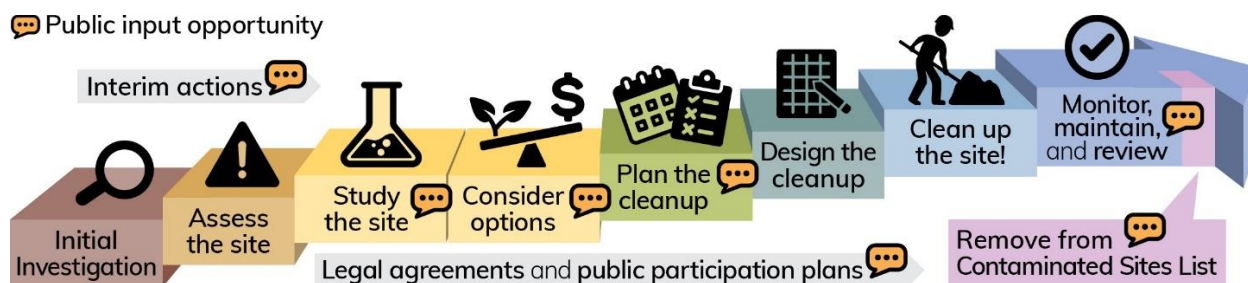 Public input opportunity
Interim actions
Initial
Investigation
Assess
the site
Study
the site
Consider
options
Plan the
cleanup
Design the
cleanup
Clean up
the site!
Monitor,
maintain,
and review
Legal agreements and public participation plans
Remove from
Contaminated Sites List